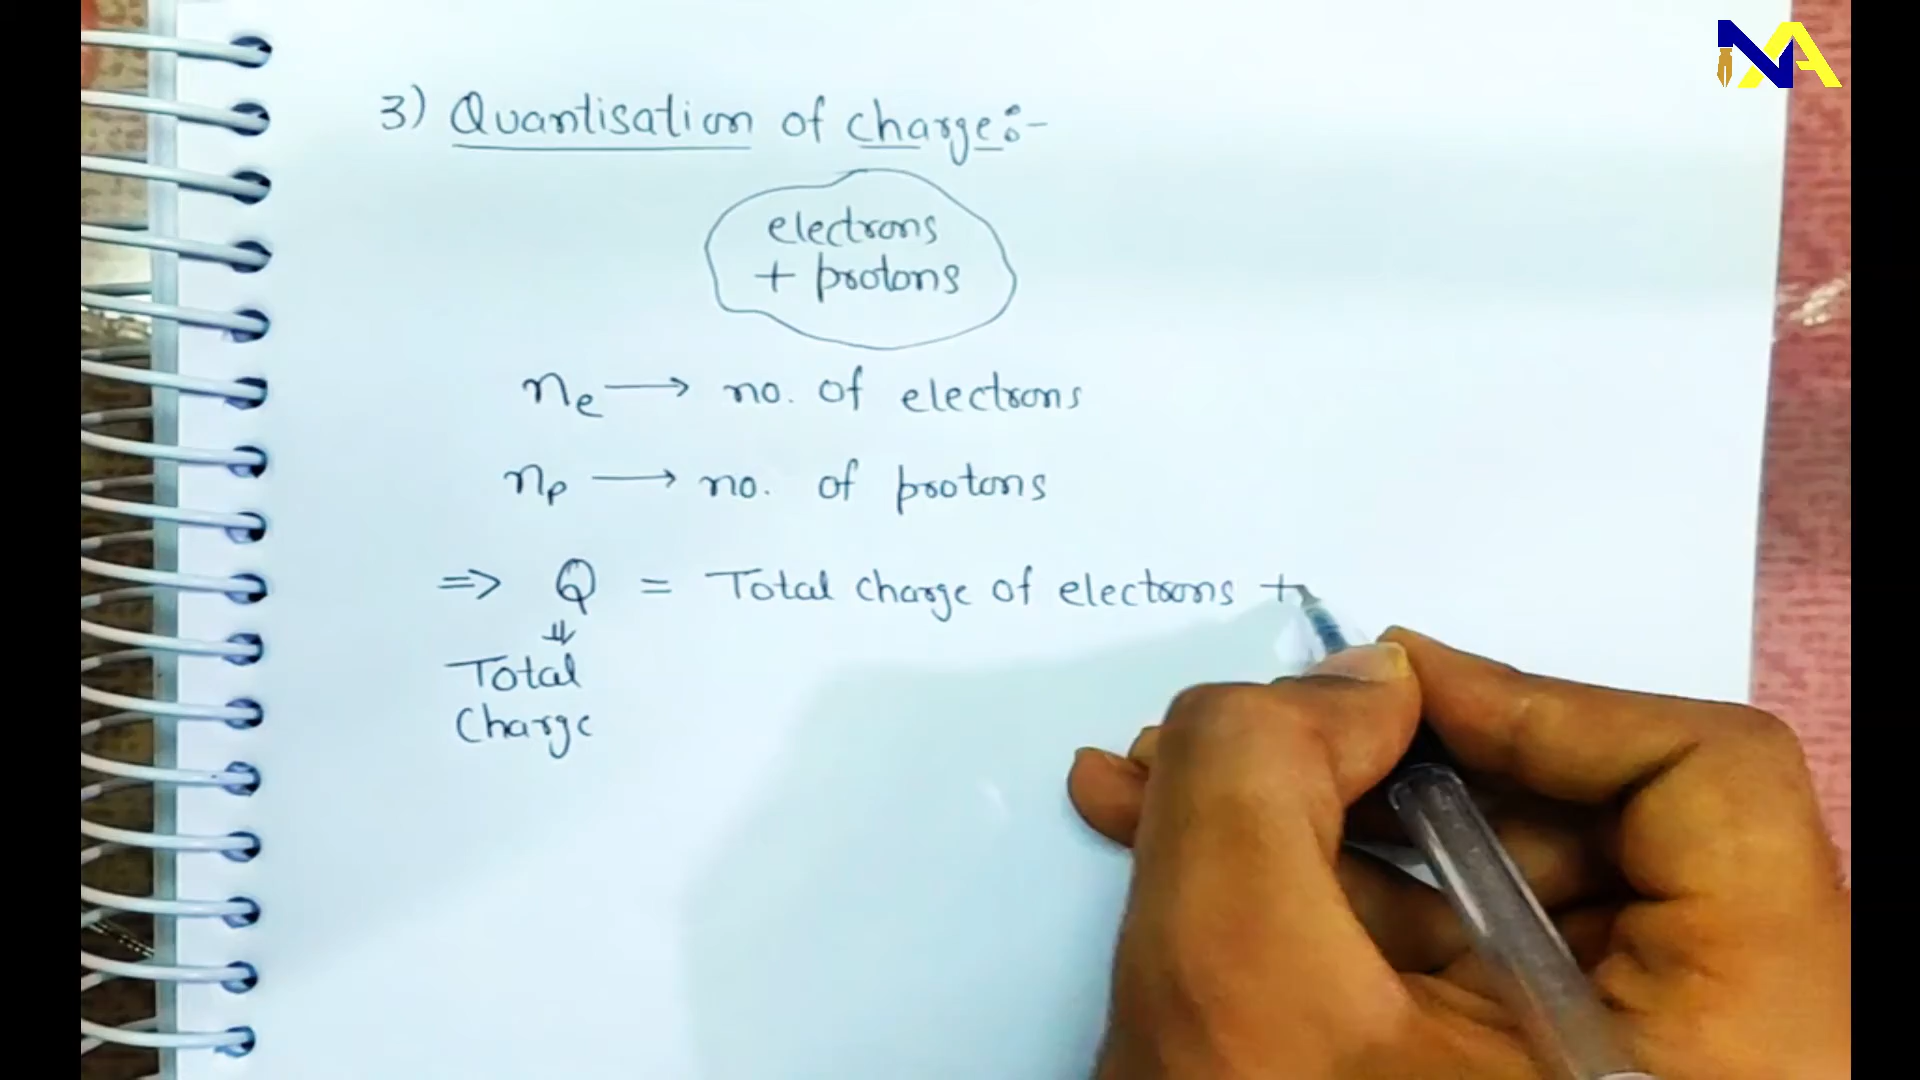 3) Quantisation of charge:-
electrons
+ protons
ne → no. of electrons
np → no. of protons
=> Q = Total charge of electrons +
⇓
Total
Charge
NA